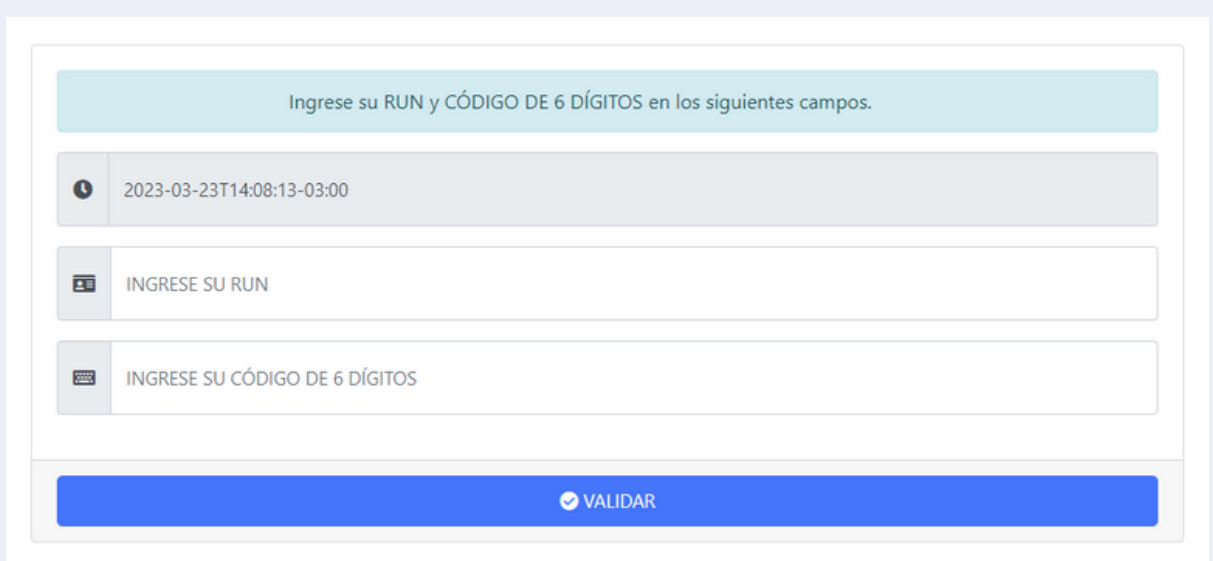 Ingrese su RUN y CÓDIGO DE 6 DÍGITOS en los siguientes campos.
2023-03-23T14:08:13-03:00
INGRESE SU RUN
INGRESE SU CÓDIGO DE 6 DÍGITOS
VALIDAR